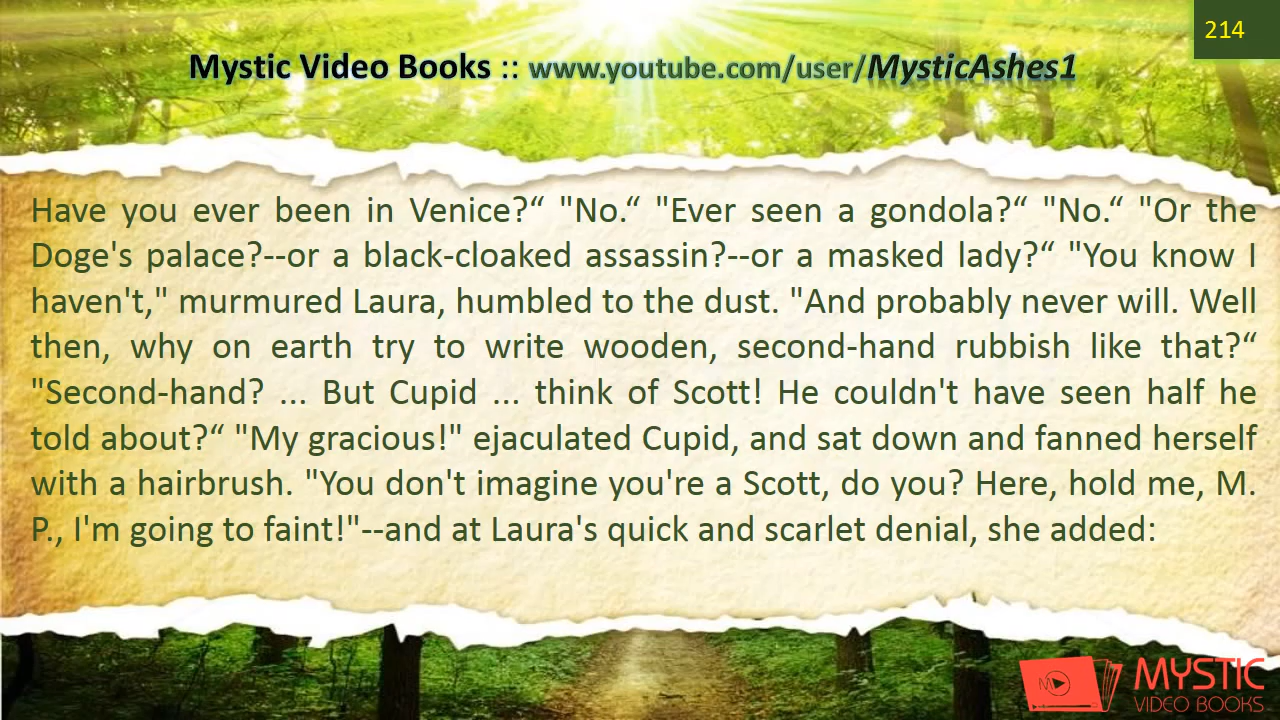 214
Mystic Video Books :: www.youtube.com/user/MysticAshes1
Have you ever been in Venice?“ "No.“ "Ever seen a gondola?“ "No.“ "Or the
Doge's palace?--or a black-cloaked assassin?--or a masked lady?“ "You know I
haven't," murmured Laura, humbled to the dust. "And probably never will. Well
then, why on earth try to write wooden, second-hand rubbish like that?“
"Second-hand? ... But Cupid ... think of Scott! He couldn't have seen half he
told about?“ "My gracious!" ejaculated Cupid, and sat down and fanned herself
with a hairbrush. "You don't imagine you're a Scott, do you? Here, hold me, M.
P., I'm going to faint!"--and at Laura's quick and scarlet denial, she added:
MYSTIC
VIDEO BOOKS